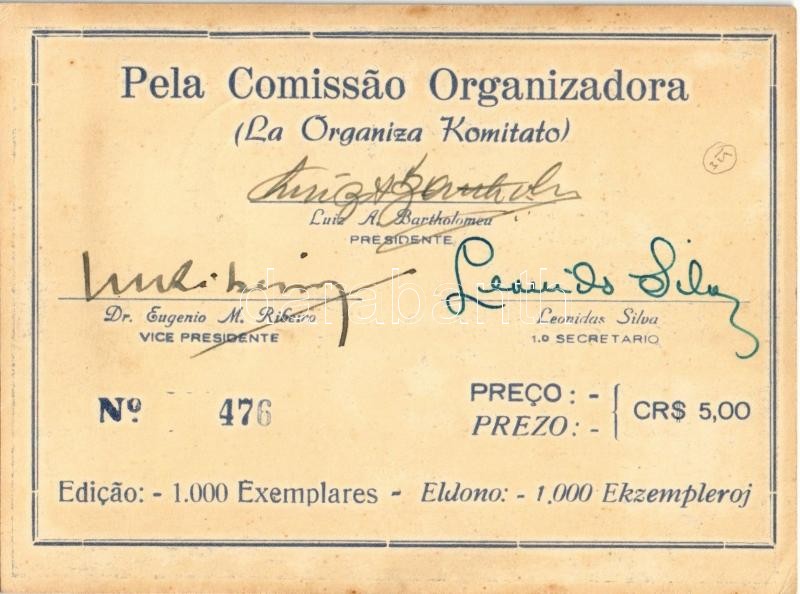 Pela Comissão Organizadora
(La Organiza Komitato)
Luiz A. Bartholomeu
PRESIDENTE
Leonidas Silva
Dr. Eugenio M. Ribeiro
VICE PRESIDENTE
Leonidas Silva
1.º SECRETARIO
darabanth
Nº 476
PREÇO: -
PREZO: -
CR$ 5,00
Edição: - 1.000 Exemplares - Eldono: - 1.000 Ekzempleroj